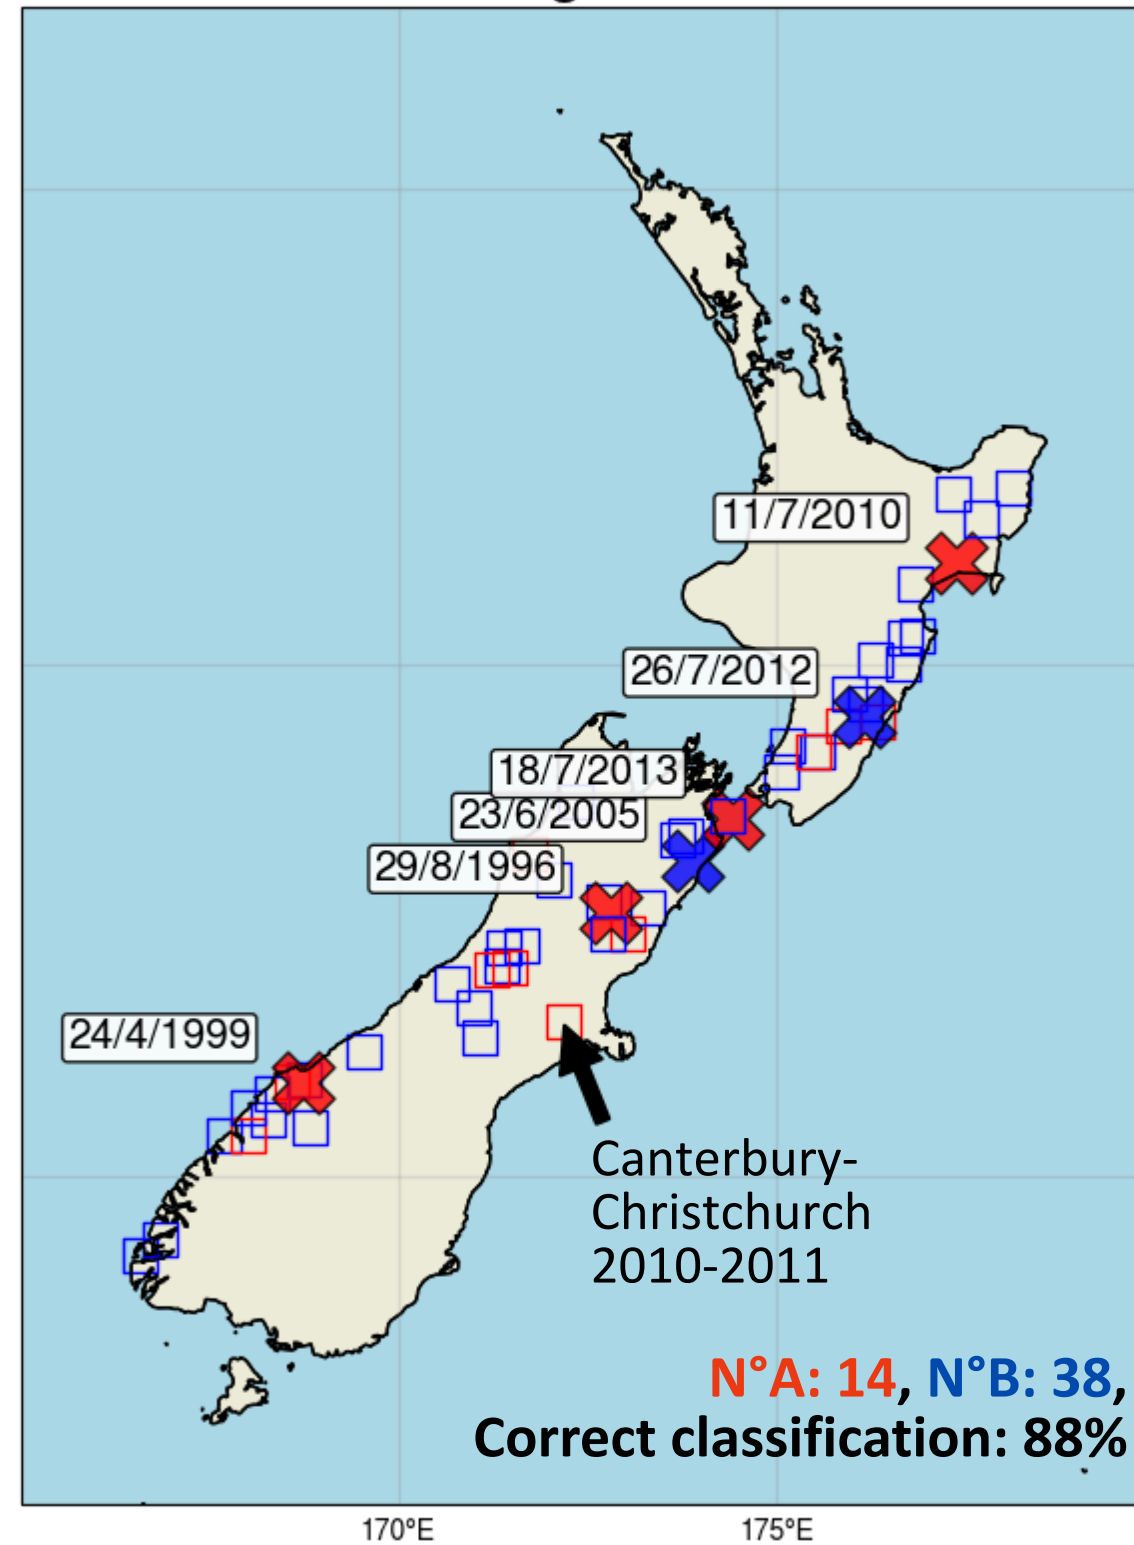 11/7/2010
26/7/2012
18/7/2013
23/6/2005
29/8/1996
24/4/1999
Canterbury-
Christchurch
2010-2011
N°A: 14, N°B: 38,
Correct classification: 88%
170°E 175°E